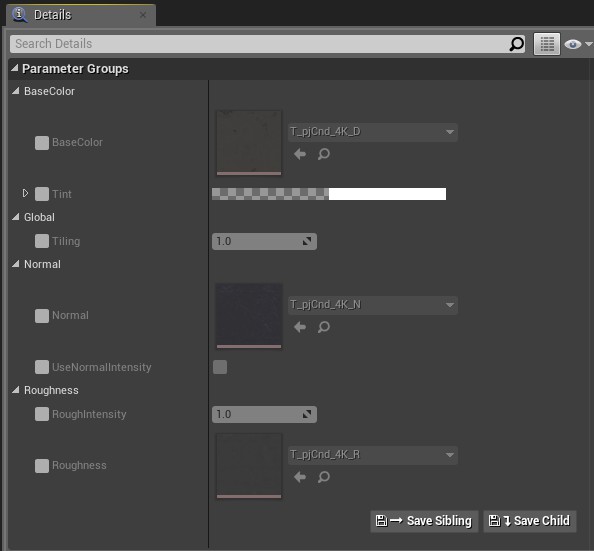 Details
Search Details
Parameter Groups
BaseColor
BaseColor
T_pjCnd_4K_D
Tint
Global
Tiling
1.0
Normal
Normal
T_pjCnd_4K_N
UseNormalIntensity
Roughness
RoughIntensity
1.0
Roughness
T_pjCnd_4K_R
Save Sibling
Save Child